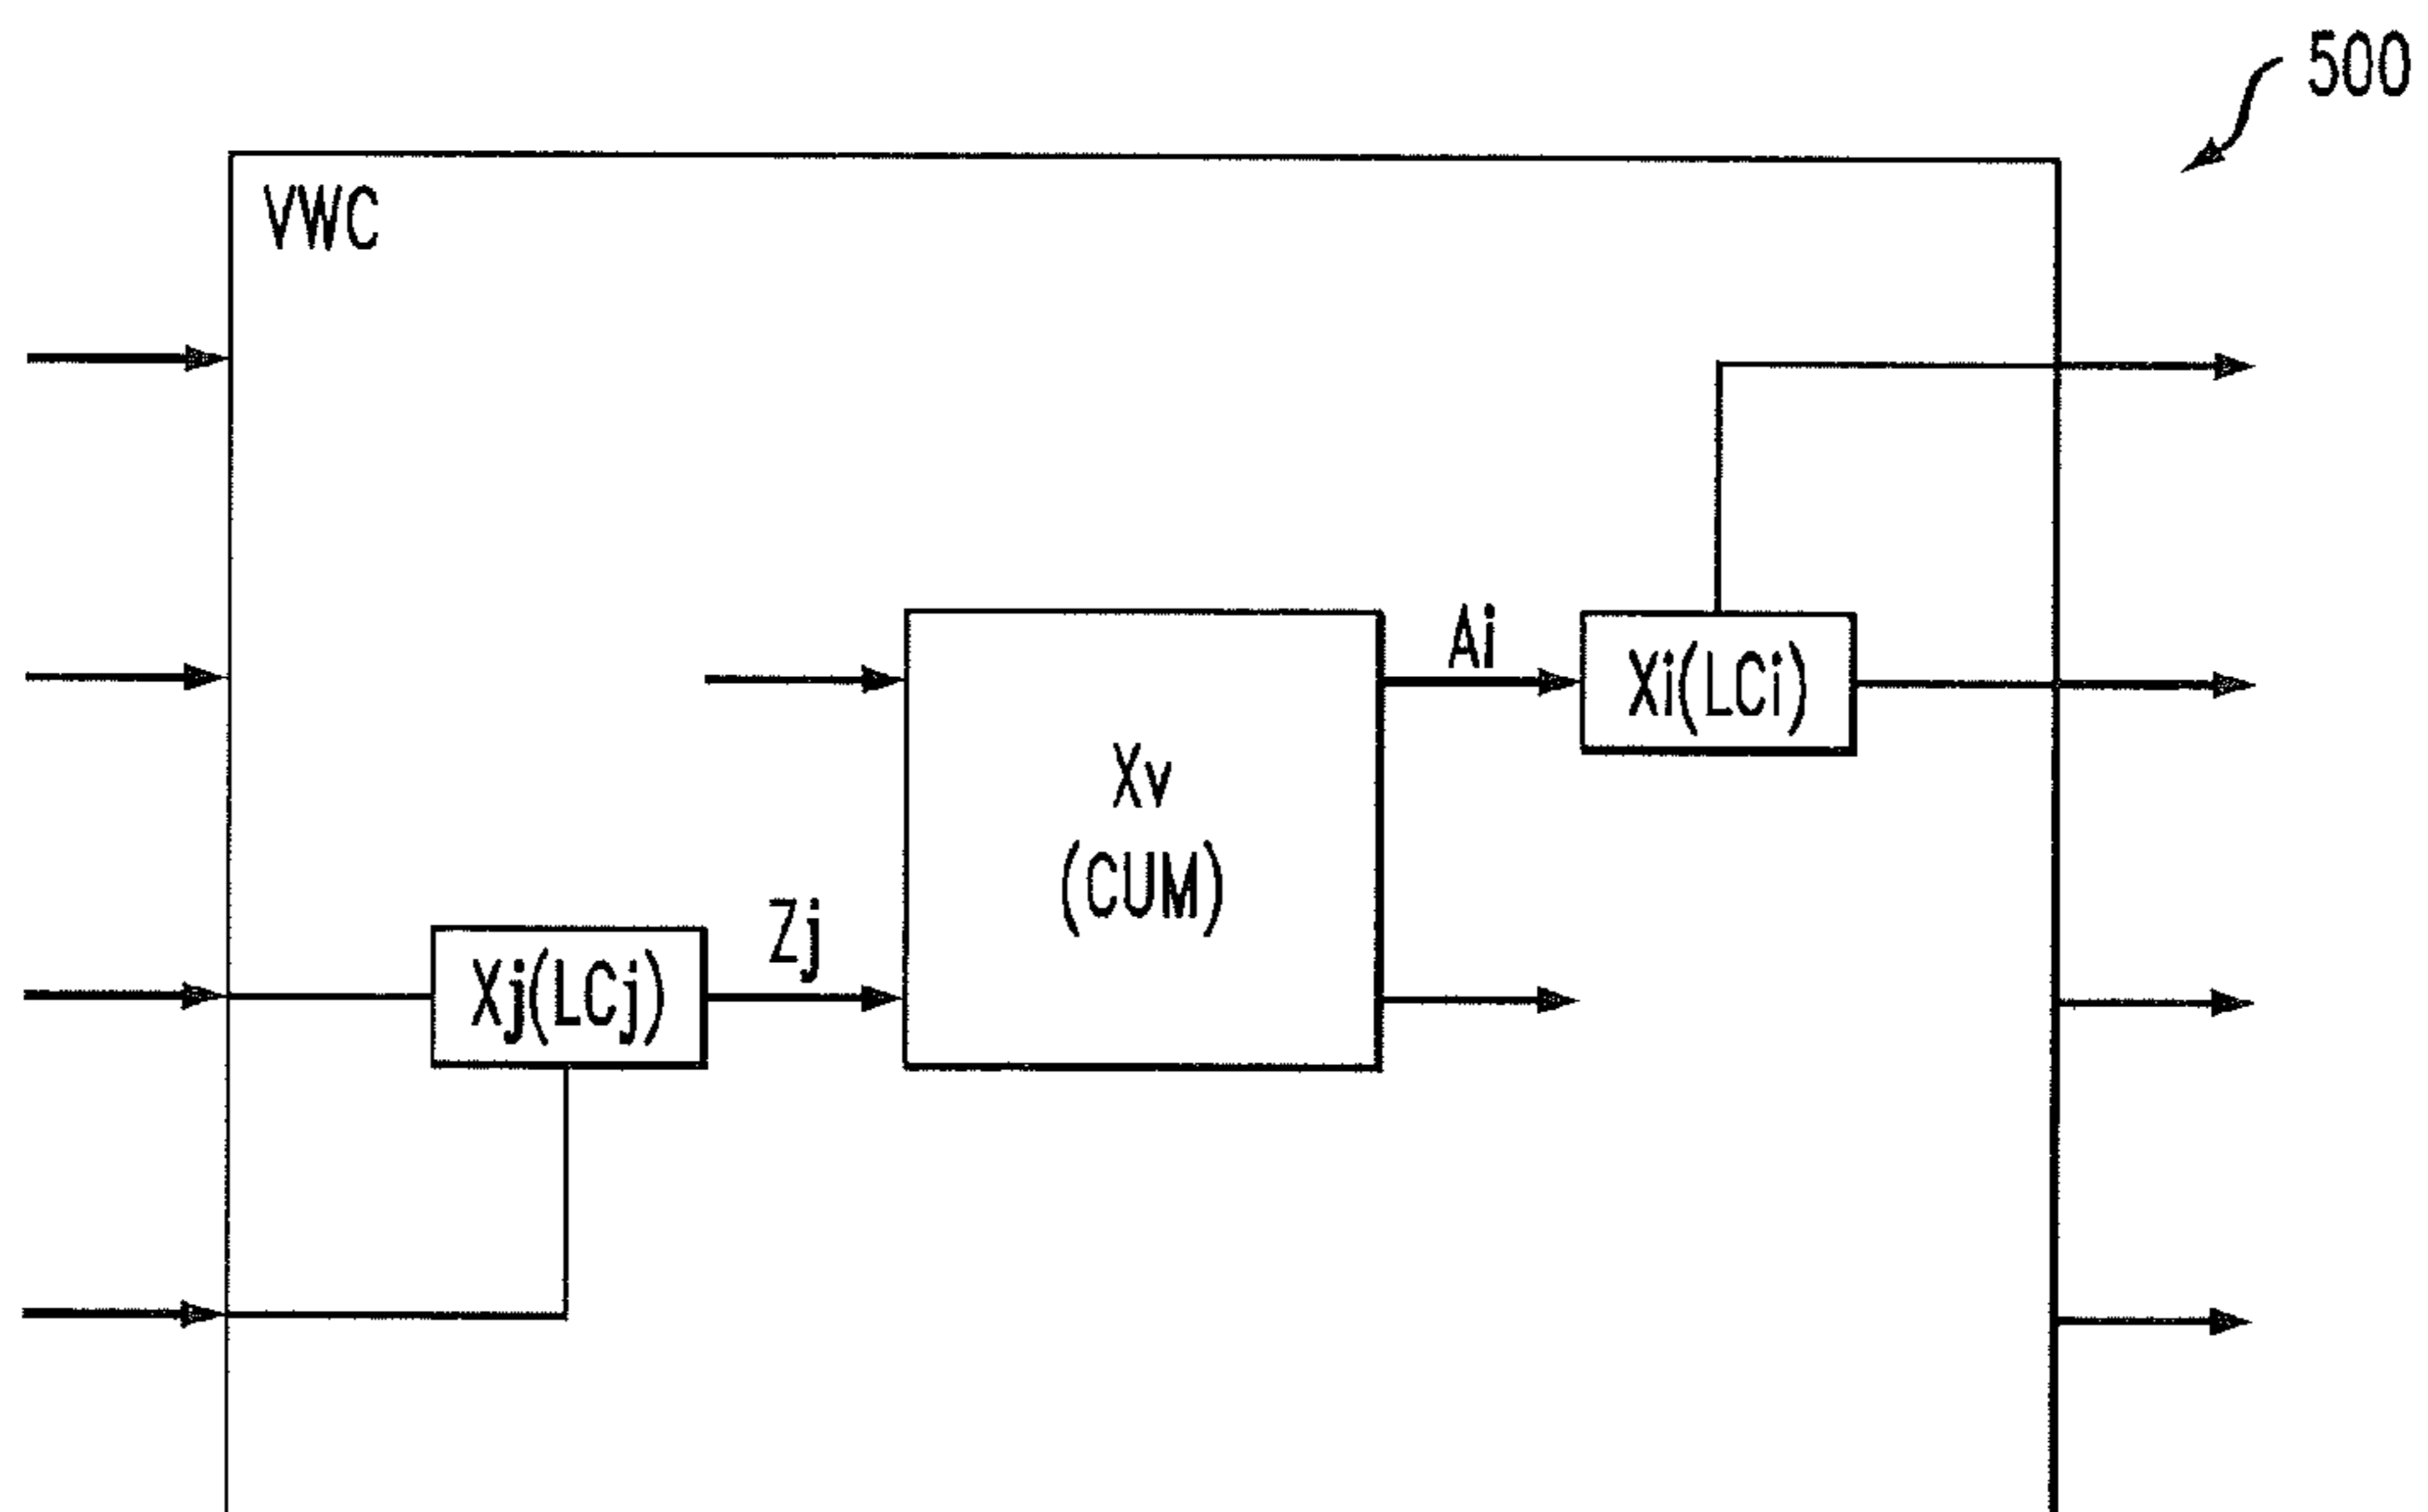 500
VWC
Ai
Xi(LCi)
Xv
(CUM)
Zj
Xj(LCj)